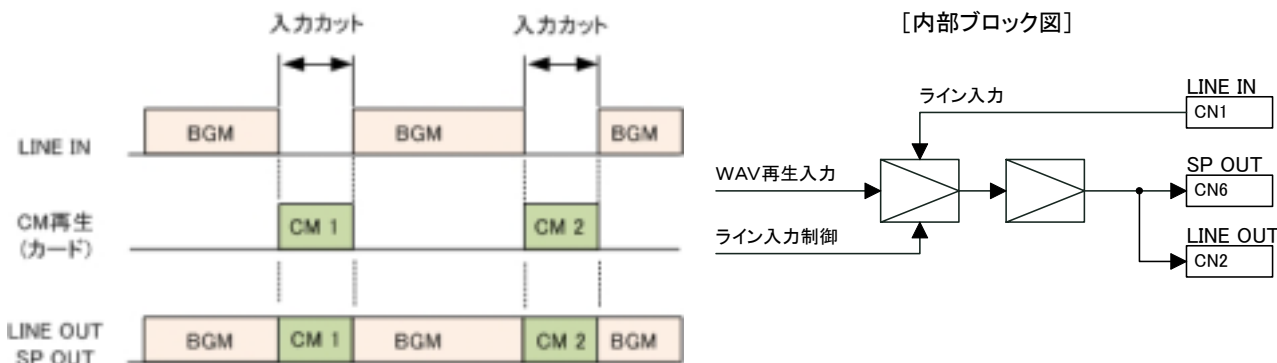 入力カット 入力カット
LINE IN BGM BGM BGM
CM再生 CM 1 CM 2
(カード)
LINE OUT BGM CM 1 BGM CM 2 BGM
SP OUT
[内部ブロック図]
LINE IN
ライン入力 CN1
SP OUT
WAV再生入力 CN6
ライン入力制御 LINE OUT
CN2